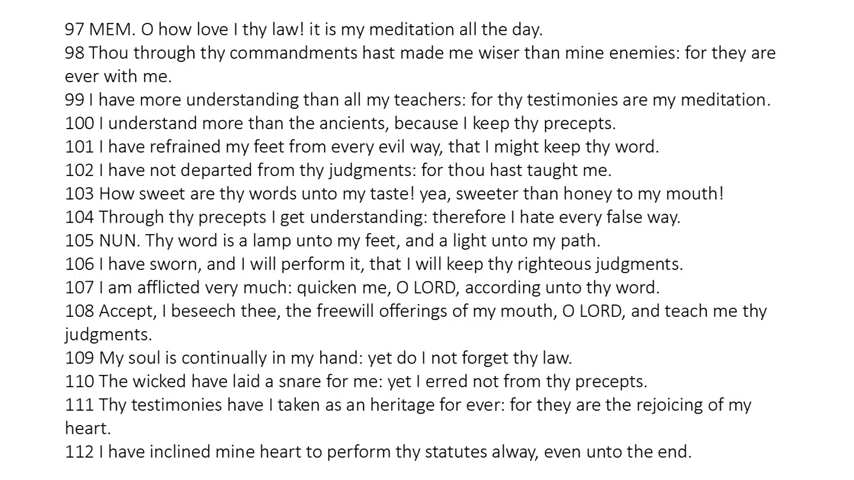 97 MEM. O how love I thy law! it is my meditation all the day.
98 Thou through thy commandments hast made me wiser than mine enemies: for they are
ever with me.
99 I have more understanding than all my teachers: for thy testimonies are my meditation.
100 I understand more than the ancients, because I keep thy precepts.
101 I have refrained my feet from every evil way, that I might keep thy word.
102 I have not departed from thy judgments: for thou hast taught me.
103 How sweet are thy words unto my taste! yea, sweeter than honey to my mouth!
104 Through thy precepts I get understanding: therefore I hate every false way.
105 NUN. Thy word is a lamp unto my feet, and a light unto my path.
106 I have sworn, and I will perform it, that I will keep thy righteous judgments.
107 I am afflicted very much: quicken me, O LORD, according unto thy word.
108 Accept, I beseech thee, the freewill offerings of my mouth, O LORD, and teach me thy
judgments.
109 My soul is continually in my hand: yet do I not forget thy law.
110 The wicked have laid a snare for me: yet I erred not from thy precepts.
111 Thy testimonies have I taken as an heritage for ever: for they are the rejoicing of my
heart.
112 I have inclined mine heart to perform thy statutes alway, even unto the end.